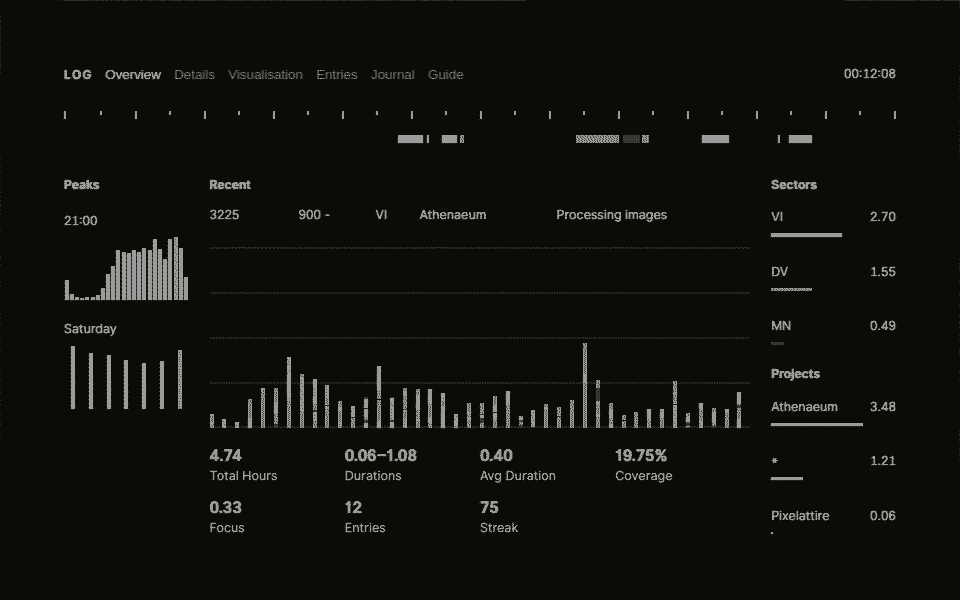 LOG Overview Details Visualisation Entries Journal Guide 00:12:08
Peaks
21:00
Saturday
Recent
3225 900 - VI Athenaeum Processing images
4.74 0.06–1.08 0.40 19.75%
Total Hours Durations Avg Duration Coverage
0.33 12 75
Focus Entries Streak
Sectors
VI 2.70
DV 1.55
MN 0.49
Projects
Athenaeum 3.48
* 1.21
Pixelattire 0.06